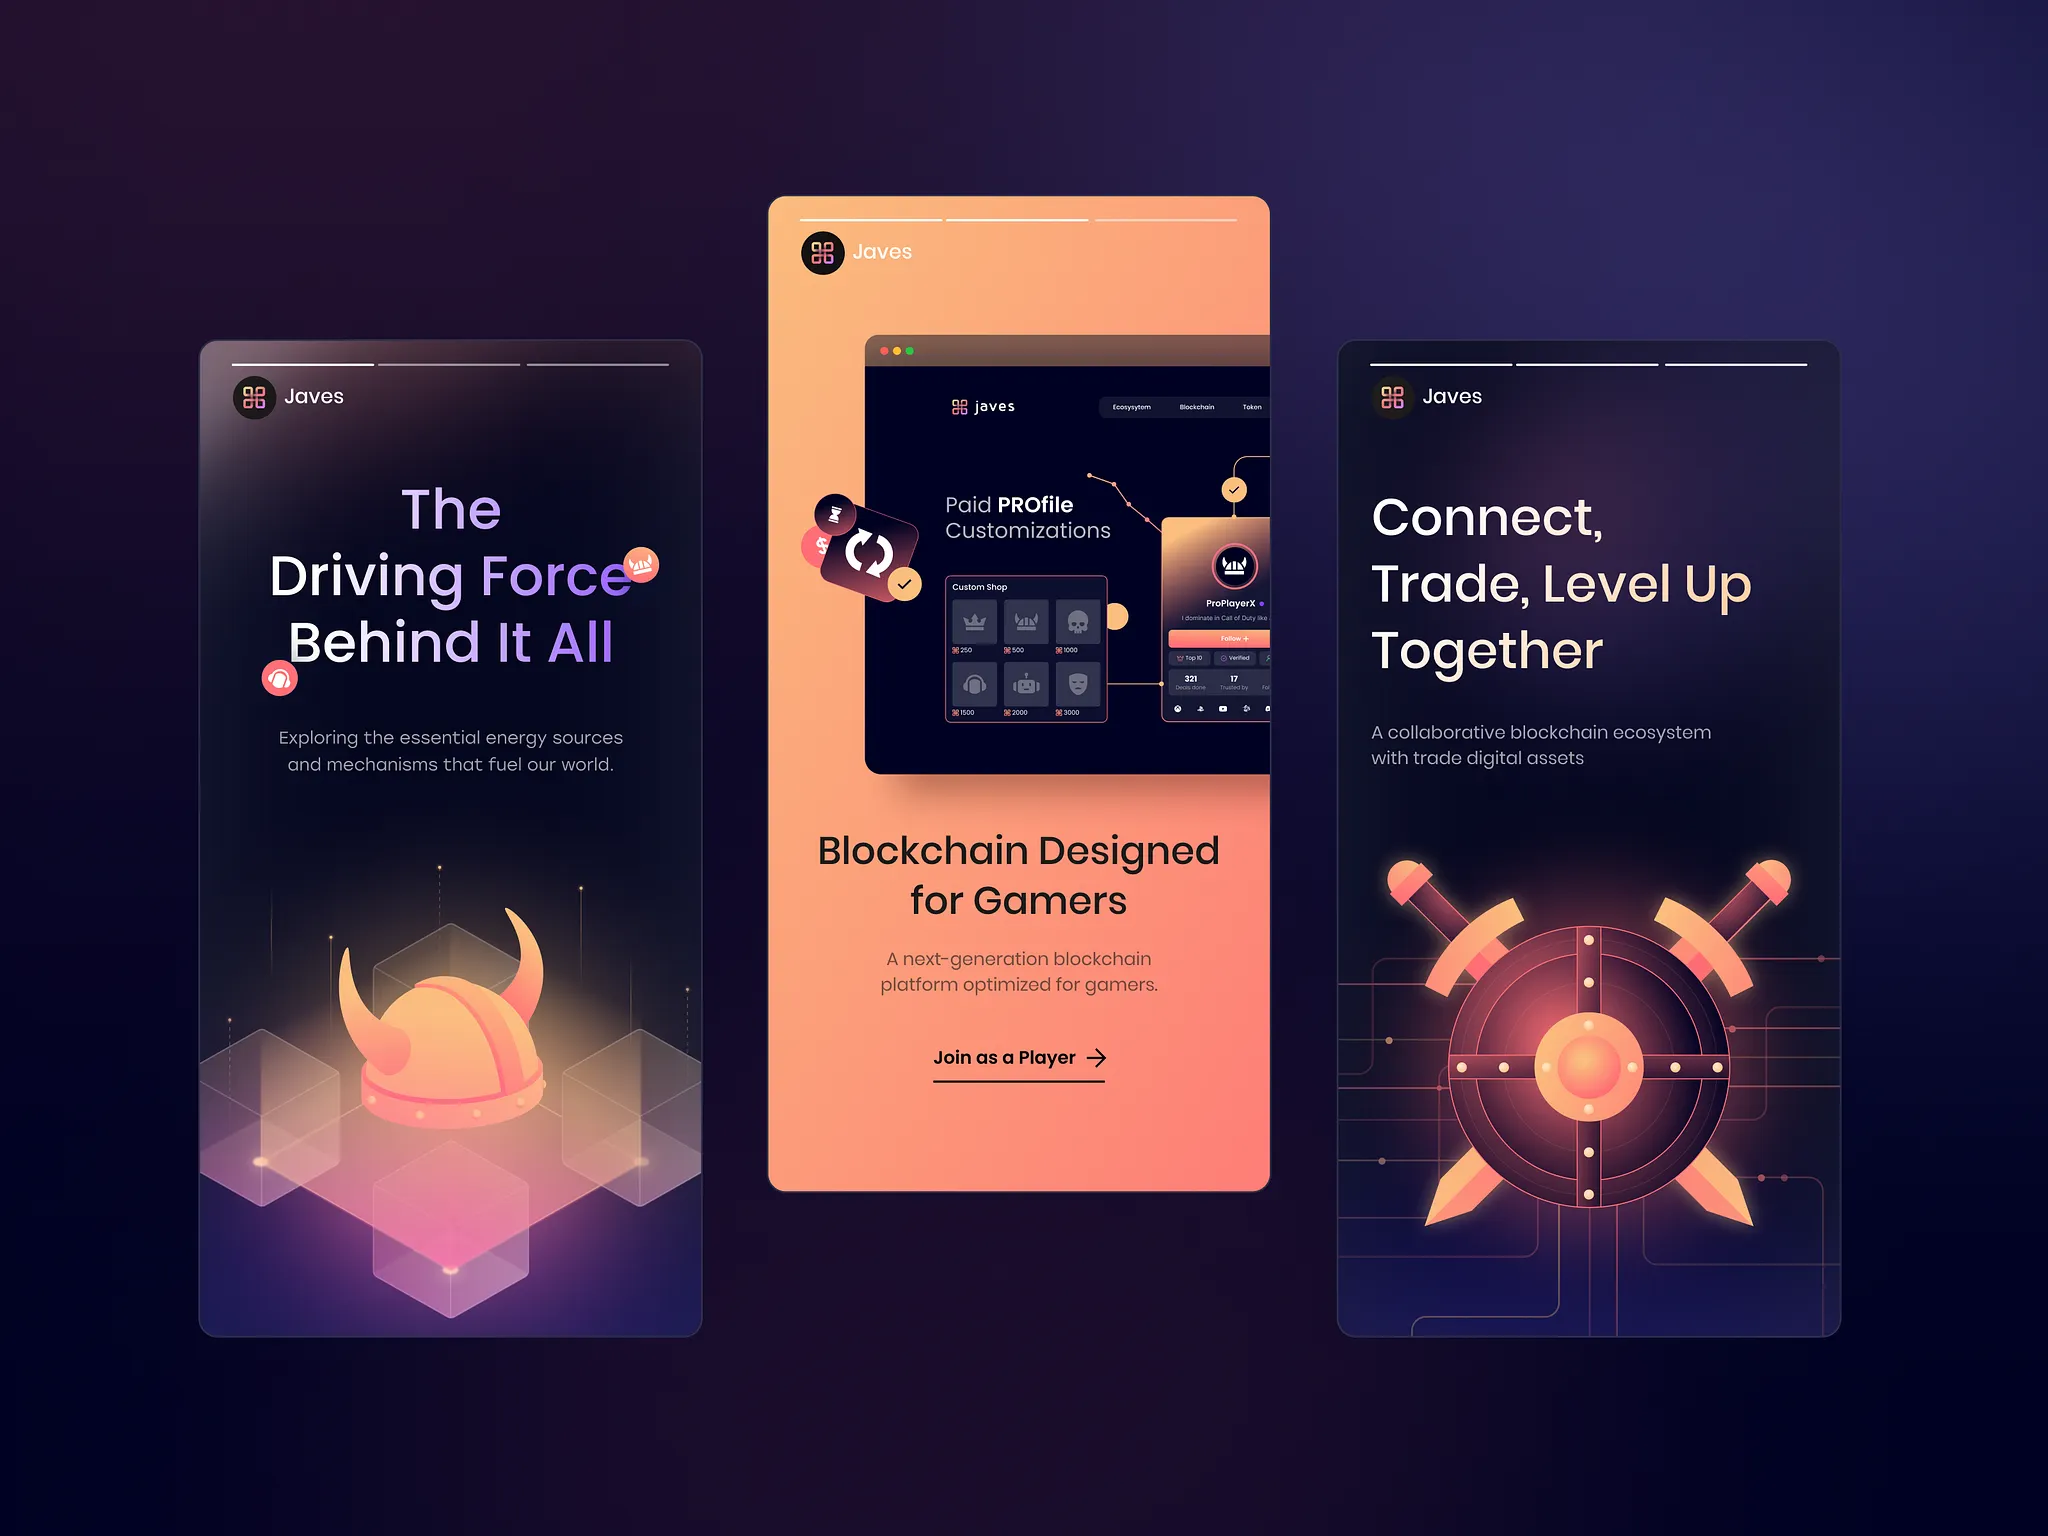 Javes
The
Driving Force
Behind It All
Exploring the essential energy sources
and mechanisms that fuel our world.
Javes
javes
Ecosysytem
Blockchain
Token
Paid PROfile
Customizations
$
Custom Shop
250
500
1000
1500
2000
3000
ProPlayerX
I dominate in Call of Duty like
Follow +
Top 10
Verified
321
Deals done
17
Trusted by
Fol
Blockchain Designed
for Gamers
A next-generation blockchain
platform optimized for gamers.
Join as a Player →
Javes
Connect,
Trade, Level Up
Together
A collaborative blockchain ecosystem
with trade digital assets